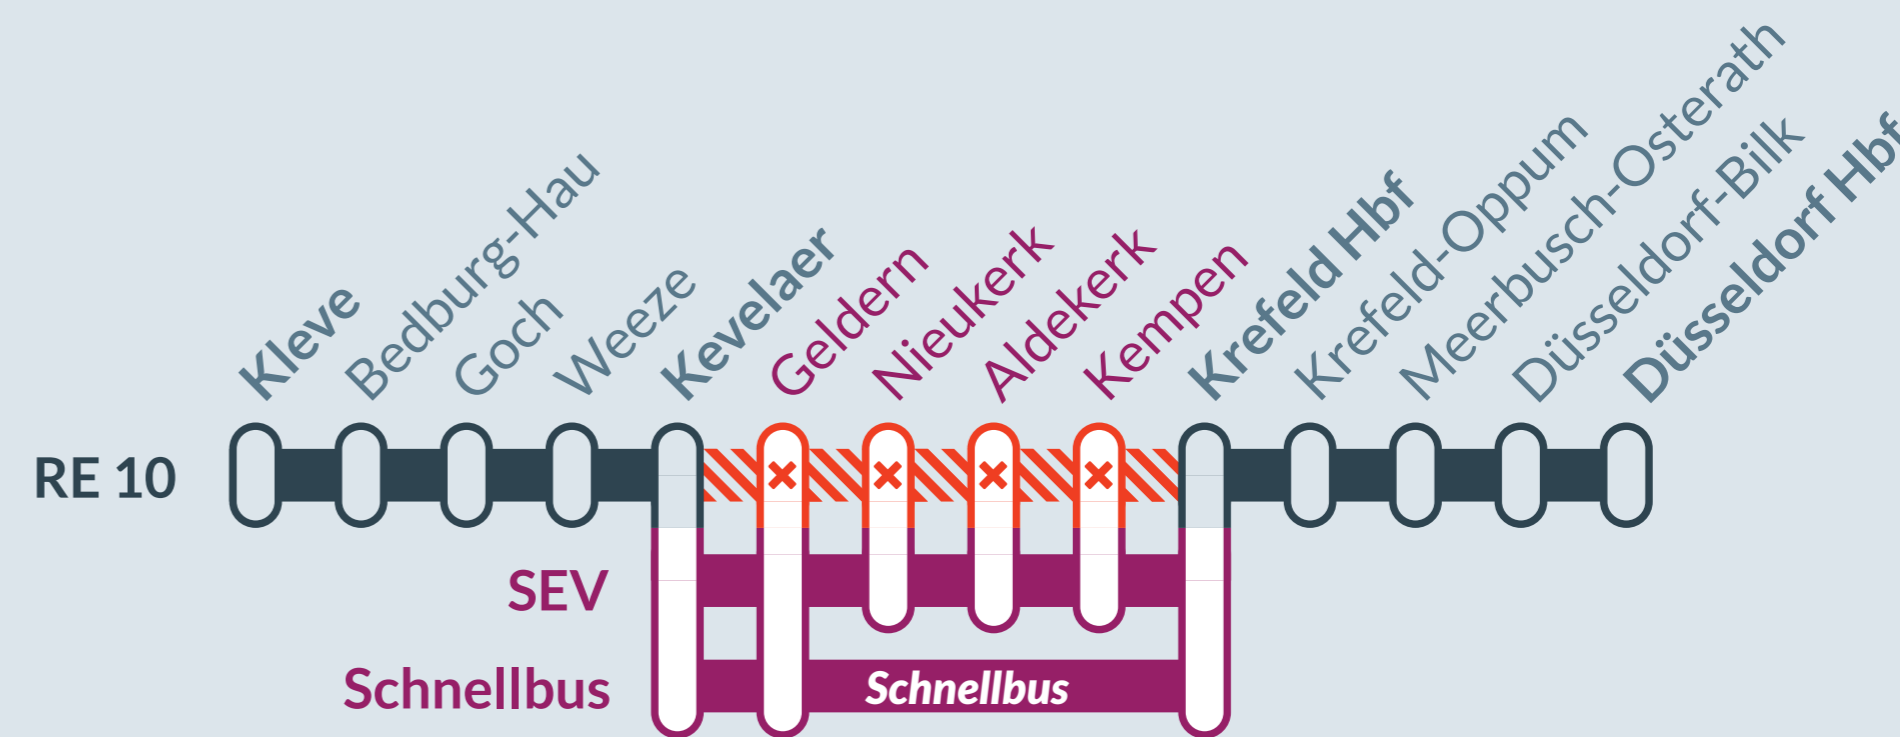 Kleve
Bedburg-Hau
Goch
Weeze
Kevelaer
Geldern
Nieukerk
Aldekerk
Kempen
Krefeld Hbf
Krefeld-Oppum
Meerbusch-Osterath
Düsseldorf-Bilk
Düsseldorf Hbf
RE 10
SEV
Schnellbus
Schnellbus